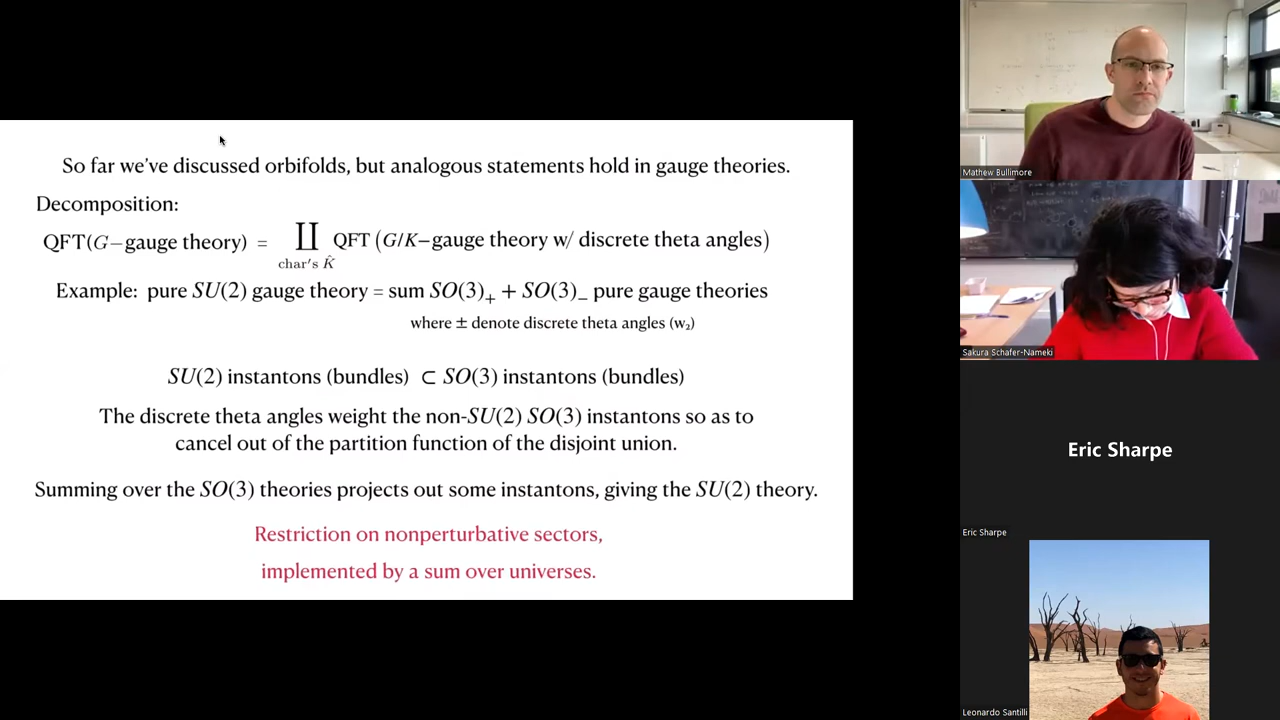 So far we've discussed orbifolds, but analogous statements hold in gauge theories.
Decomposition:
QFT(G−gauge theory) = ∐ QFT (G/K−gauge theory w/ discrete theta angles)
char's K̂
Example: pure SU(2) gauge theory = sum SO(3)₊ + SO(3)₋ pure gauge theories
where ± denote discrete theta angles (w₂)
SU(2) instantons (bundles) ⊂ SO(3) instantons (bundles)
The discrete theta angles weight the non-SU(2) SO(3) instantons so as to
cancel out of the partition function of the disjoint union.
Summing over the SO(3) theories projects out some instantons, giving the SU(2) theory.
Restriction on nonperturbative sectors,
implemented by a sum over universes.
Mathew Bullimore
Sakura Schafer-Nameki
Eric Sharpe
Eric Sharpe
Leonardo Santilli